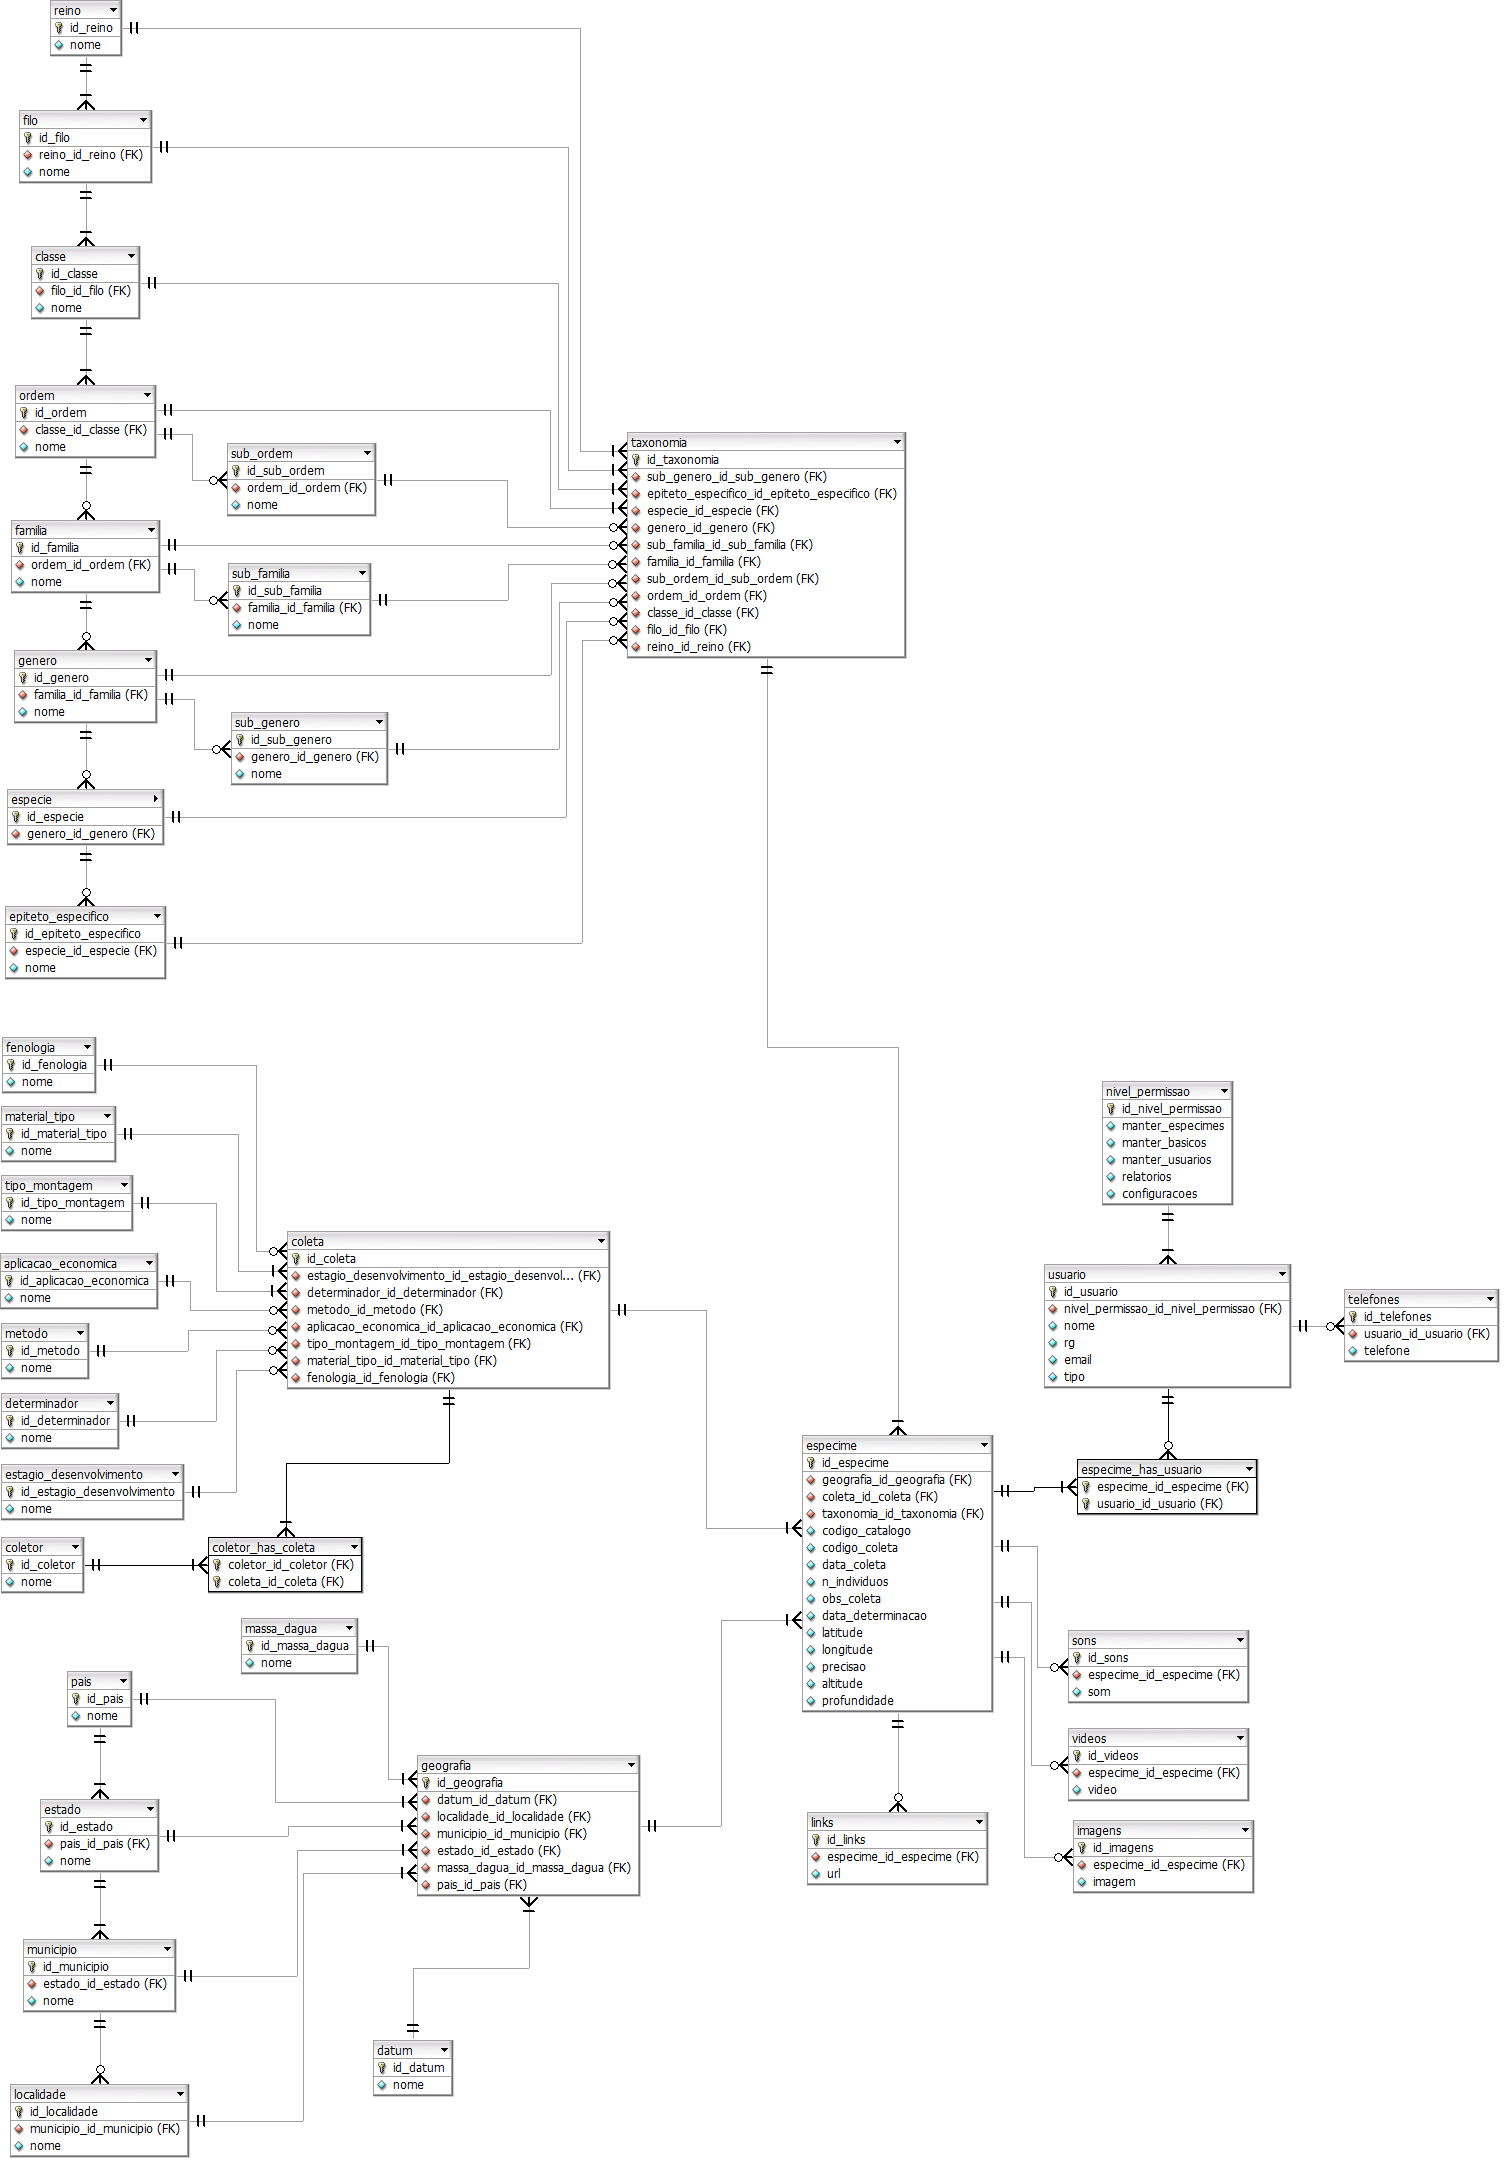 reino
id_reino
nome
filo
id_filo
reino_id_reino (FK)
nome
classe
id_classe
filo_id_filo (FK)
nome
ordem
id_ordem
classe_id_classe (FK)
nome
sub_ordem
id_sub_ordem
ordem_id_ordem (FK)
nome
familia
id_familia
ordem_id_ordem (FK)
nome
sub_familia
id_sub_familia
familia_id_familia (FK)
nome
genero
id_genero
familia_id_familia (FK)
nome
sub_genero
id_sub_genero
genero_id_genero (FK)
nome
especie
id_especie
genero_id_genero (FK)
epiteto_especifico
id_epiteto_especifico
especie_id_especie (FK)
nome
taxonomia
id_taxonomia
sub_genero_id_sub_genero (FK)
epiteto_especifico_id_epiteto_especifico (FK)
especie_id_especie (FK)
genero_id_genero (FK)
sub_familia_id_sub_familia (FK)
familia_id_familia (FK)
sub_ordem_id_sub_ordem (FK)
ordem_id_ordem (FK)
classe_id_classe (FK)
filo_id_filo (FK)
reino_id_reino (FK)
fenologia
id_fenologia
nome
material_tipo
id_material_tipo
nome
tipo_montagem
id_tipo_montagem
nome
aplicacao_economica
id_aplicacao_economica
nome
metodo
id_metodo
nome
determinador
id_determinador
nome
estagio_desenvolvimento
id_estagio_desenvolvimento
nome
coletor
id_coletor
nome
coleta
id_coleta
estagio_desenvolvimento_id_estagio_desenvol... (FK)
determinador_id_determinador (FK)
metodo_id_metodo (FK)
aplicacao_economica_id_aplicacao_economica (FK)
tipo_montagem_id_tipo_montagem (FK)
material_tipo_id_material_tipo (FK)
fenologia_id_fenologia (FK)
coletor_has_coleta
coletor_id_coletor (FK)
coleta_id_coleta (FK)
nivel_permissao
id_nivel_permissao
manter_especimes
manter_basicos
manter_usuarios
relatorios
configuracoes
usuario
id_usuario
nivel_permissao_id_nivel_permissao (FK)
nome
rg
email
tipo
telefones
id_telefones
usuario_id_usuario (FK)
telefone
especime
id_especime
geografia_id_geografia (FK)
coleta_id_coleta (FK)
taxonomia_id_taxonomia (FK)
codigo_catalogo
codigo_coleta
data_coleta
n_individuos
obs_coleta
data_determinacao
latitude
longitude
precisao
altitude
profundidade
especime_has_usuario
especime_id_especime (FK)
usuario_id_usuario (FK)
sons
id_sons
especime_id_especime (FK)
som
videos
id_videos
especime_id_especime (FK)
video
imagens
id_imagens
especime_id_especime (FK)
imagem
links
id_links
especime_id_especime (FK)
url
massa_dagua
id_massa_dagua
nome
pais
id_pais
nome
estado
id_estado
pais_id_pais (FK)
nome
municipio
id_municipio
estado_id_estado (FK)
nome
localidade
id_localidade
municipio_id_municipio (FK)
nome
geografia
id_geografia
datum_id_datum (FK)
localidade_id_localidade (FK)
municipio_id_municipio (FK)
estado_id_estado (FK)
massa_dagua_id_massa_dagua (FK)
pais_id_pais (FK)
datum
id_datum
nome